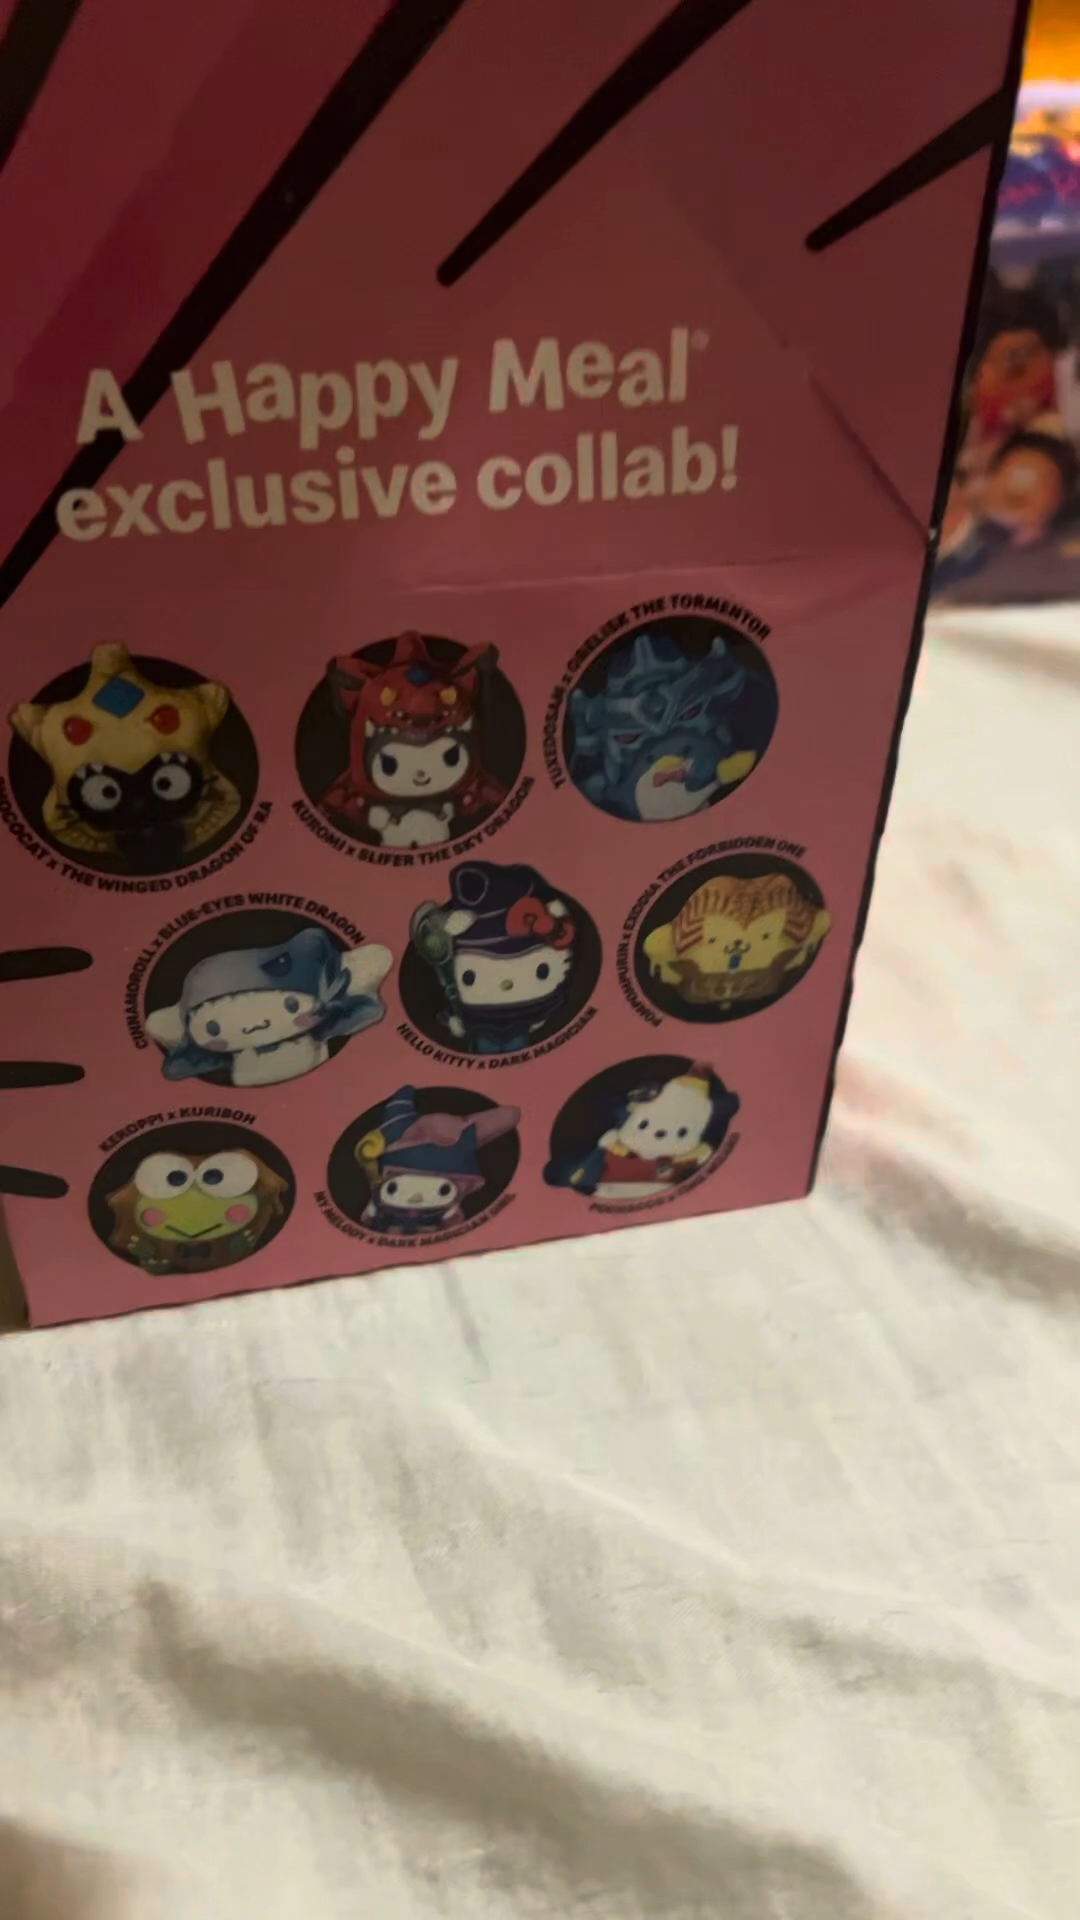 A Happy Meal®
exclusive collab!
TUXEDOSAM x OBELISK THE TORMENTOR
CHOCOCAT x THE WINGED DRAGON OF RA
KUROMI x SLIFER THE SKY DRAGON
CINNAMOROLL x BLUE-EYES WHITE DRAGON
HELLO KITTY x DARK MAGICIAN
POMPOMPURIN x EXODIA THE FORBIDDEN ONE
KEROPPI x KURIBOH
MY MELODY x DARK MAGICIAN GIRL
POCHACCO x